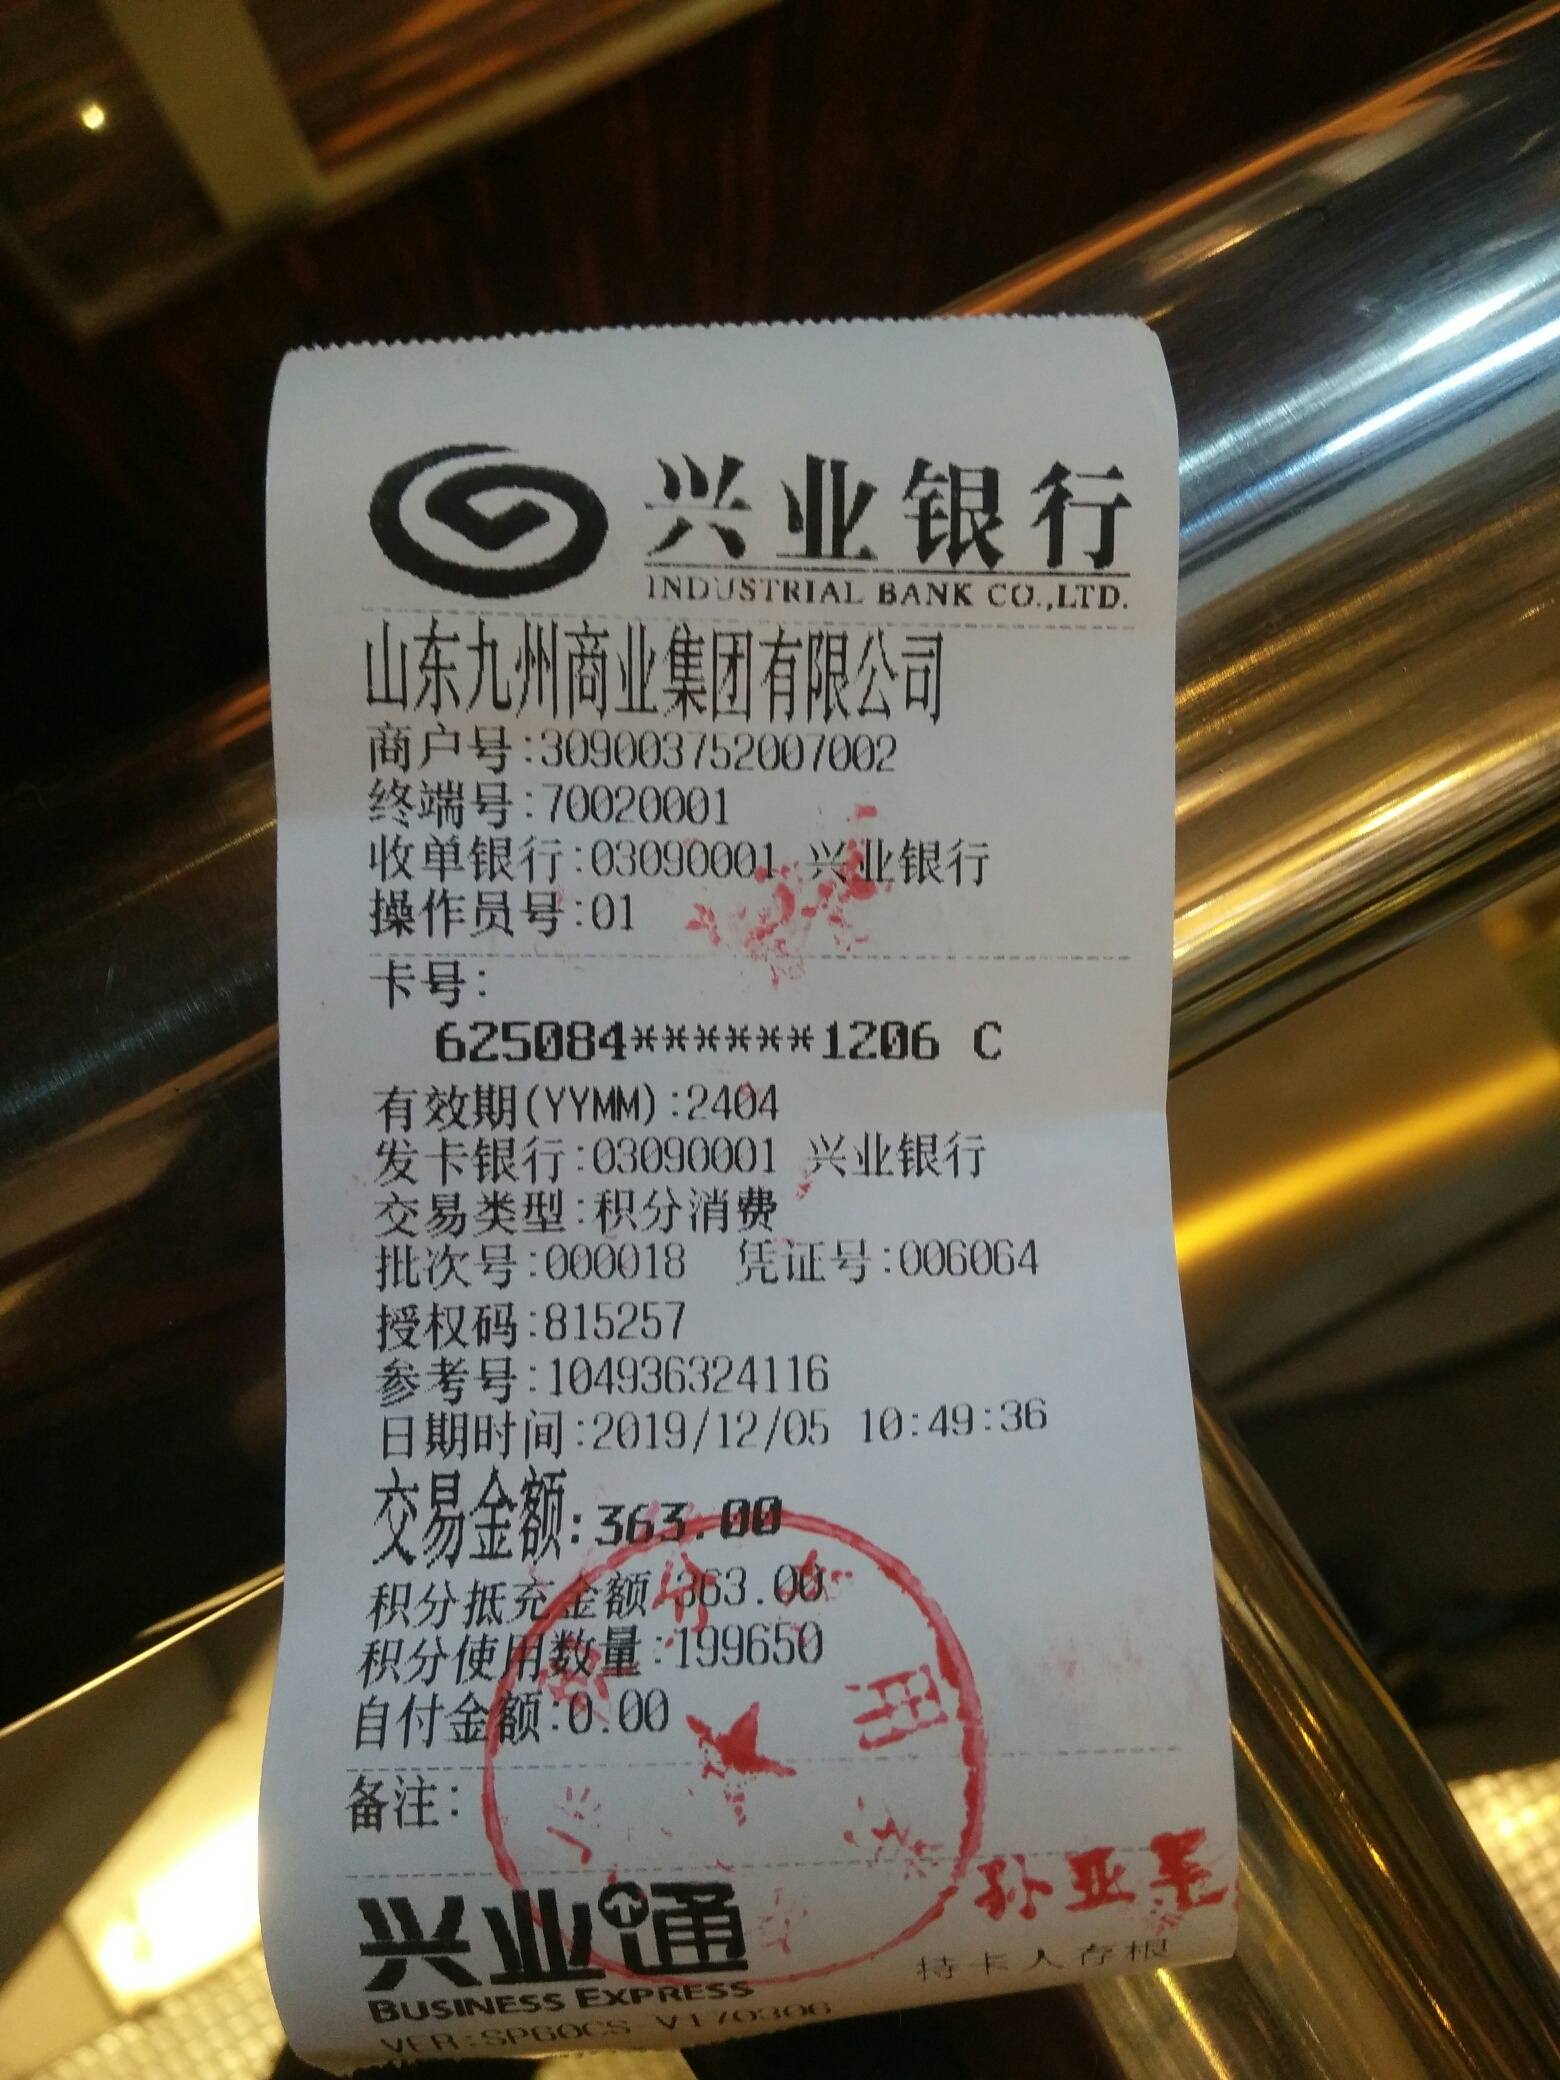 兴业银行
INDUSTRIAL BANK CO.,LTD.
山东九州商业集团有限公司
商户号:309003752007002
终端号:70020001
收单银行:03090001 兴业银行
操作员号:01
卡号:
625084******1206 C
有效期(YYMM):2404
发卡银行:03090001 兴业银行
交易类型:积分消费
批次号:000018 凭证号:006064
授权码:815257
参考号:104936324116
日期时间:2019/12/05 10:49:36
交易金额:363.00
积分抵充金额:363.00
积分使用数量:199650
自付金额:0.00
备注:
孙亚
兴业通
BUSINESS EXPRESS
持卡人存根
VER:SP60CS-V170306